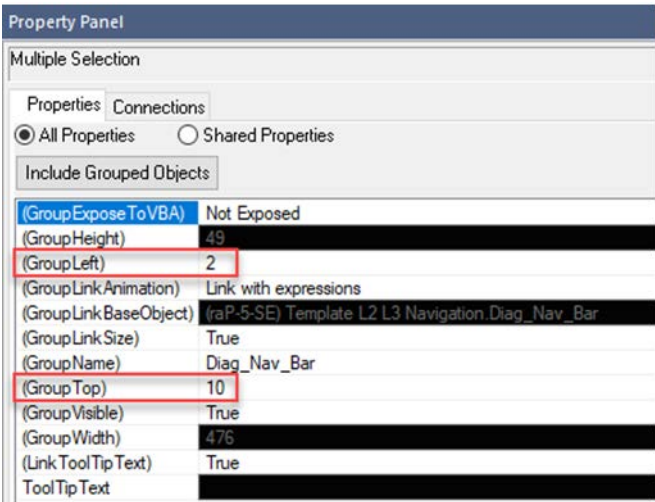 Property Panel
Multiple Selection
Properties Connections
All Properties Shared Properties
Include Grouped Objects
(GroupExposeToVBA) Not Exposed
(GroupHeight) 49
(GroupLeft) 2
(GroupLinkAnimation) Link with expressions
(GroupLinkBaseObject) (raP-5-SE) Template L2 L3 Navigation.Diag_Nav_Bar
(GroupLinkSize) True
(GroupName) Diag_Nav_Bar
(GroupTop) 10
(GroupVisible) True
(GroupWidth) 476
(LinkToolTipText) True
ToolTipText